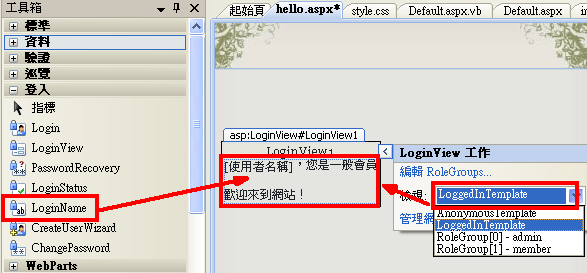 工具箱
標準
資料
驗證
巡覽
登入
指標
Login
LoginView
PasswordRecovery
LoginStatus
LoginName
CreateUserWizard
ChangePassword
WebParts
起始頁 hello.aspx* style.css Default.aspx.vb Default.aspx
asp:LoginView#LoginView1
LoginView1
[使用者名稱],您是一般會員
歡迎來到網站！
LoginView 工作
編輯 RoleGroups...
檢視: LoggedInTemplate
AnonymousTemplate
LoggedInTemplate
RoleGroup[0] - admin
RoleGroup[1] - member
管理網